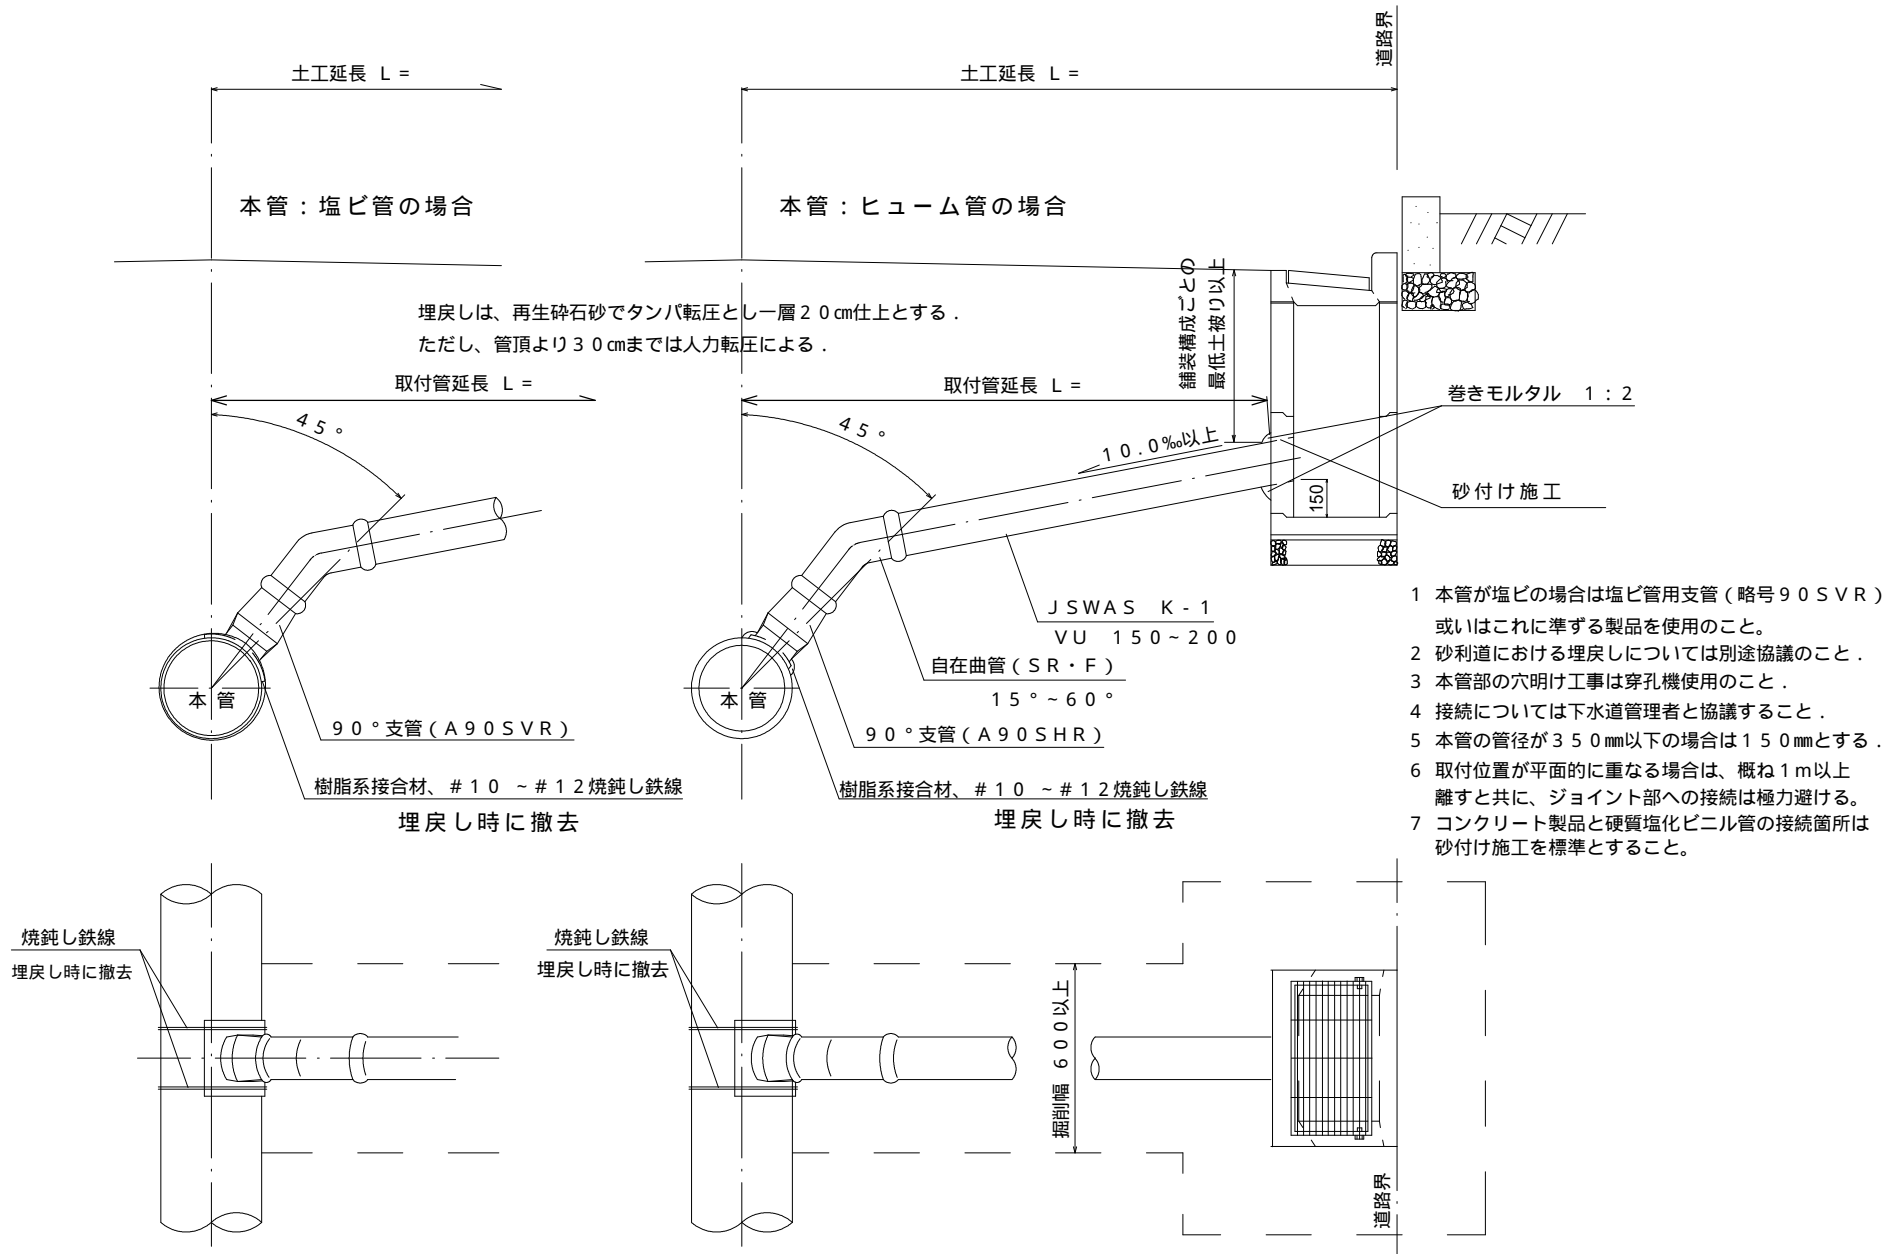 道路界
土工延長 L =
土工延長 L =
本管：塩ビ管の場合
本管：ヒューム管の場合
埋戻しは、再生砕石砂でタンパ転圧とし一層20㎝仕上とする．
ただし、管頂より30㎝までは人力転圧による．
舗装構成ごとの
最低土被り以上
取付管延長 L =
取付管延長 L =
巻きモルタル 1：2
45°
45°
10.0‰以上
砂付け施工
150
JSWAS K-1
VU 150~200
自在曲管（SR・F）
15°~60°
本管
本管
90°支管（A90SVR）
90°支管（A90SHR）
樹脂系接合材、#10 ~#12焼鈍し鉄線
埋戻し時に撤去
樹脂系接合材、#10 ~#12焼鈍し鉄線
埋戻し時に撤去
1 本管が塩ビの場合は塩ビ管用支管（略号90SVR）
或いはこれに準ずる製品を使用のこと。
2 砂利道における埋戻しについては別途協議のこと．
3 本管部の穴明け工事は穿孔機使用のこと．
4 接続については下水道管理者と協議すること．
5 本管の管径が350㎜以下の場合は150㎜とする．
6 取付位置が平面的に重なる場合は、概ね1m以上
離すと共に、ジョイント部への接続は極力避ける。
7 コンクリート製品と硬質塩化ビニル管の接続箇所は
砂付け施工を標準とすること。
焼鈍し鉄線
埋戻し時に撤去
焼鈍し鉄線
埋戻し時に撤去
掘削幅 600以上
道路界